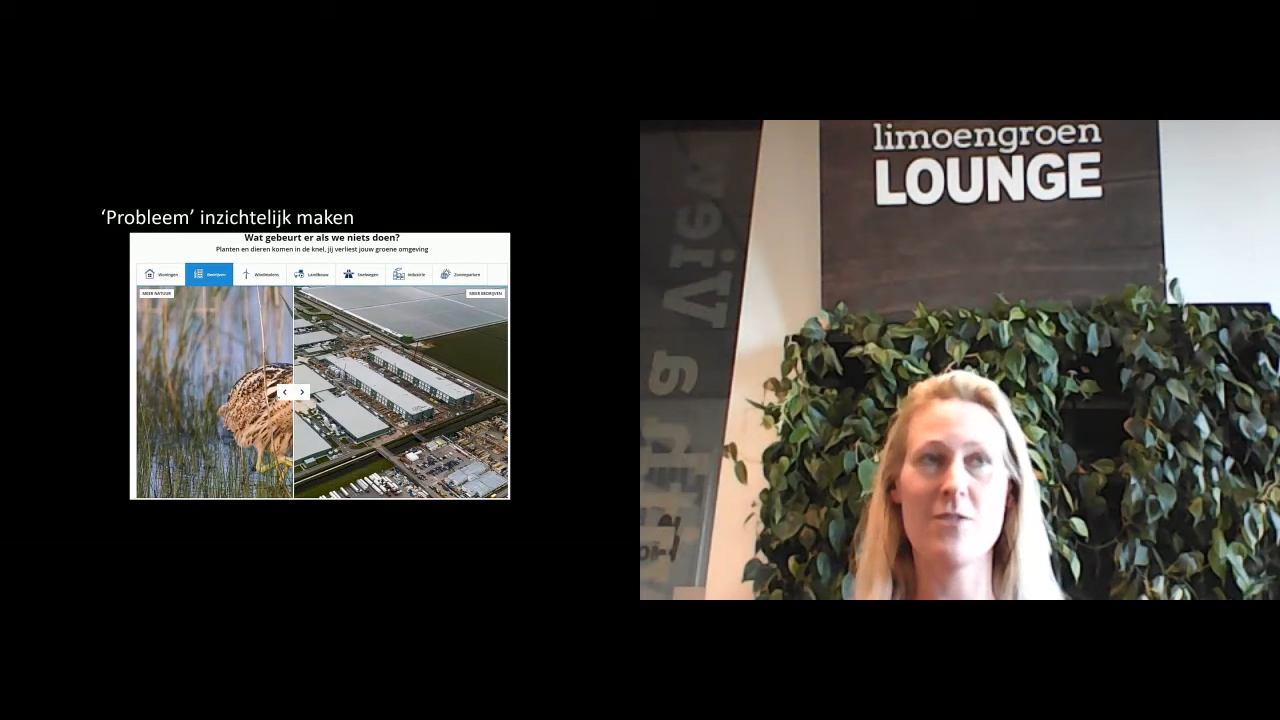 ‘Probleem’ inzichtelijk maken
Wat gebeurt er als we niets doen?
Planten en dieren komen in de knel, jij verliest jouw groene omgeving
Woningen
Bedrijven
Windmolens
Landbouw
Snelwegen
Industrie
Zonneparken
MEER NATUUR
MEER BEDRIJVEN
limoengroen
LOUNGE